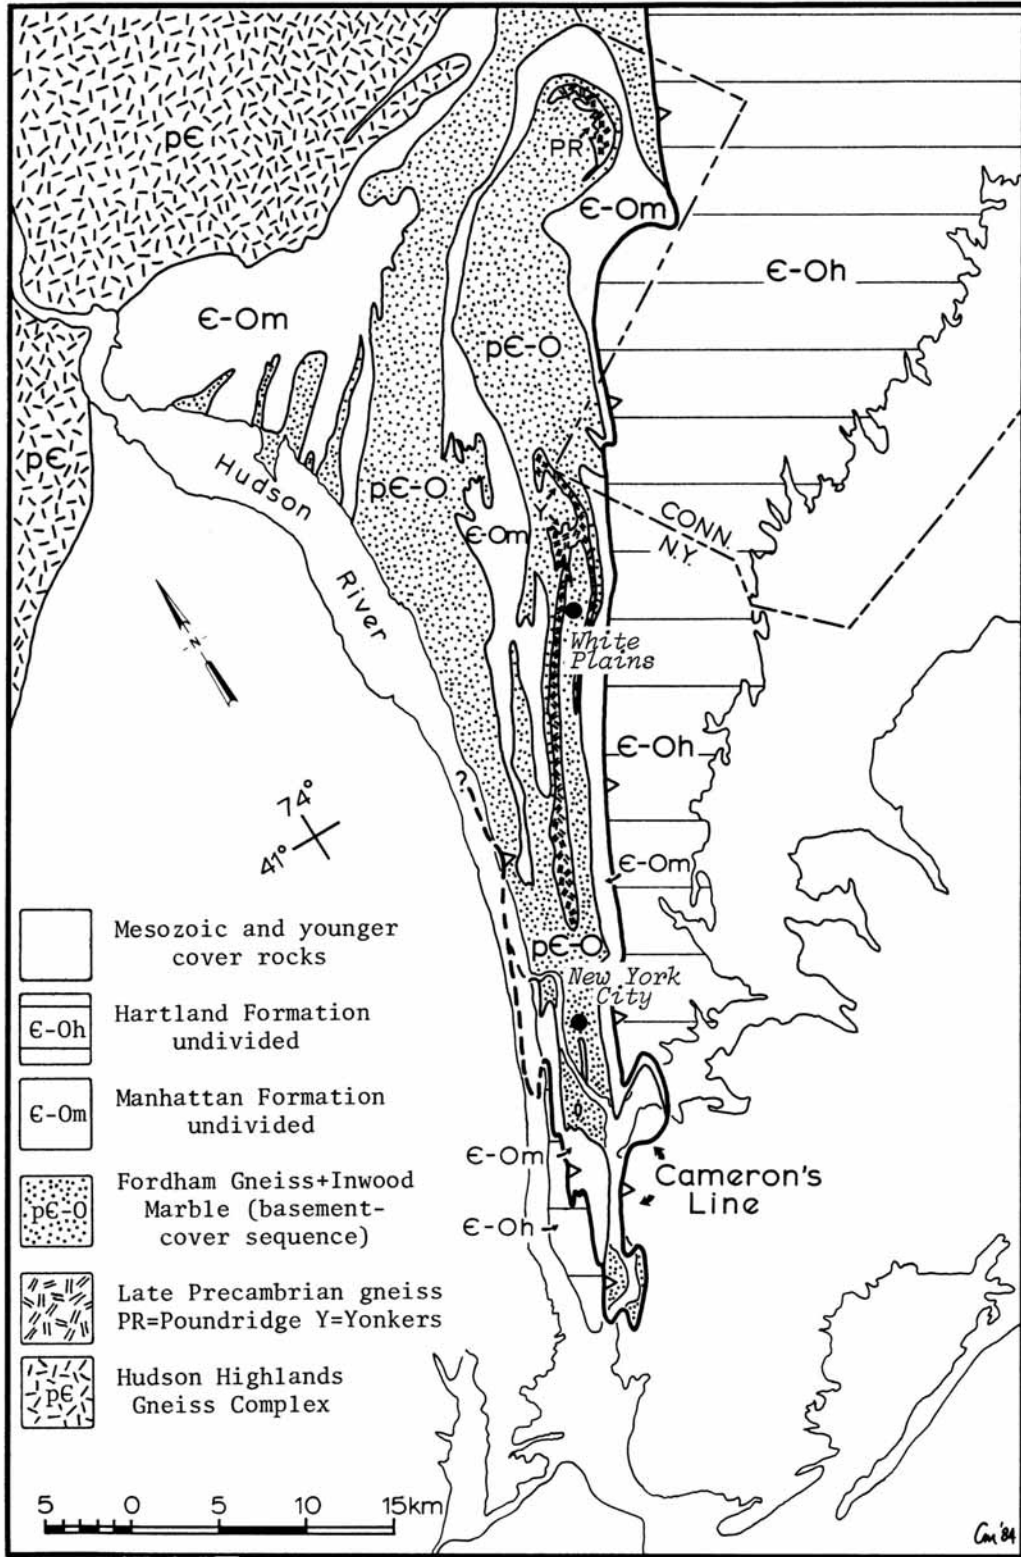 pЄ
PR
Є-Om
Є-Oh
Є-Om
pЄ-O
pЄ
pЄ-O
Hudson
River
Є-Om
Y
CONN.
N.Y.
N
White
Plains
Є-Oh
?
74°
41°
Є-Om
pЄ-O
New York
City
Є-Om
Є-Oh
Cameron's
Line
Mesozoic and younger
cover rocks
Є-Oh
Hartland Formation
undivided
Є-Om
Manhattan Formation
undivided
pЄ-O
Fordham Gneiss+Inwood
Marble (basement-
cover sequence)
Late Precambrian gneiss
PR=Poundridge Y=Yonkers
pЄ
Hudson Highlands
Gneiss Complex
5 0 5 10 15km